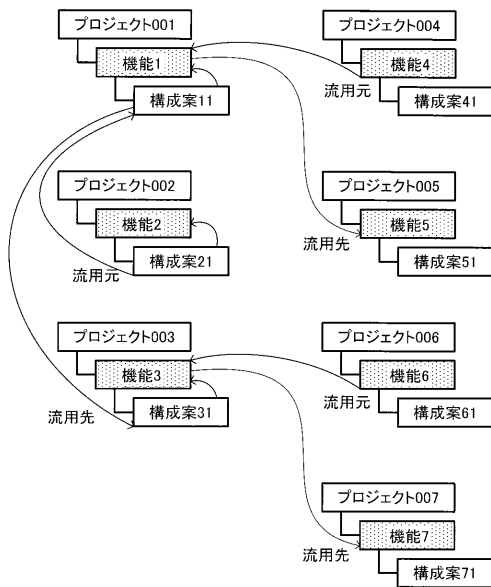 プロジェクト001
機能1
構成案11
プロジェクト002
機能2
構成案21
流用元
プロジェクト003
機能3
構成案31
流用先
プロジェクト004
機能4
流用元
構成案41
プロジェクト005
機能5
流用先
構成案51
プロジェクト006
機能6
流用元
構成案61
プロジェクト007
機能7
流用先
構成案71